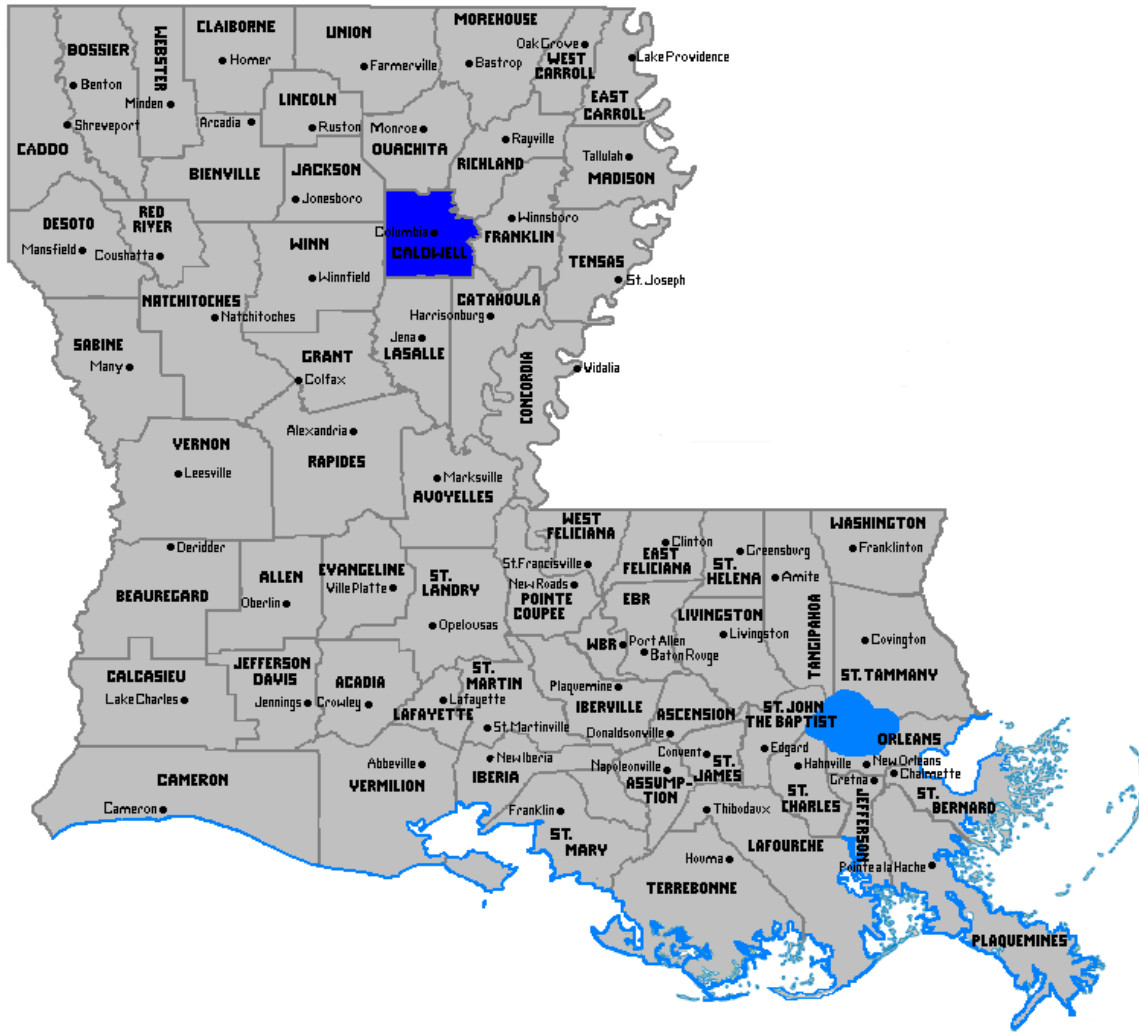 MOREHOUSE
CLAIBORNE
UNION
WEBSTER
BOSSIER
Oak Grove
WEST
CARROLL
Lake Providence
Homer
Farmerville
Bastrop
Benton
EAST
CARROLL
Minden
LINCOLN
Shreveport
Arcadia
Ruston
Monroe
Rayville
CADDO
OUACHITA
RICHLAND
Tallulah
MADISON
BIENVILLE
JACKSON
Jonesboro
DESOTO
RED
RIVER
Winnsboro
FRANKLIN
Columbia
CALDWELL
Mansfield
Coushatta
WINN
Winnfield
TENSAS
St. Joseph
NATCHITOCHES
Natchitoches
CATAHOULA
Harrisonburg
SABINE
Many
GRANT
Colfax
Jena
LASALLE
CONCORDIA
Vidalia
VERNON
Leesville
Alexandria
RAPIDES
Marksville
AVOYELLES
WEST
FELICIANA
WASHINGTON
Franklinton
Deridder
Clinton
EAST
FELICIANA
Greensburg
ST.
HELENA
St.Francisville
BEAUREGARD
ALLEN
Oberlin
EVANGELINE
Ville Platte
ST.
LANDRY
New Roads
POINTE
COUPEE
EBR
Amite
TANGIPAHOA
Opelousas
LIVINGSTON
Livingston
Covington
WBR
Port Allen
Baton Rouge
ST. TAMMANY
CALCASIEU
Lake Charles
JEFFERSON
DAVIS
Jennings
ACADIA
Crowley
ST.
MARTIN
Lafayette
LAFAYETTE
St. Martinville
Plaquemine
IBERVILLE
ASCENSION
Donaldsonville
ST. JOHN
THE BAPTIST
ORLEANS
Edgard
CAMERON
Cameron
Abbeville
VERMILION
New Iberia
IBERIA
Convent
Napoleonville
ASSUMP-
TION
ST.
JAMES
Hahnville
New Orleans
Chalmette
Gretna
ST.
CHARLES
JEFFERSON
ST.
BERNARD
Franklin
ST.
MARY
Thibodaux
LAFOURCHE
Houma
TERREBONNE
Pointe a la Hache
PLAQUEMINES